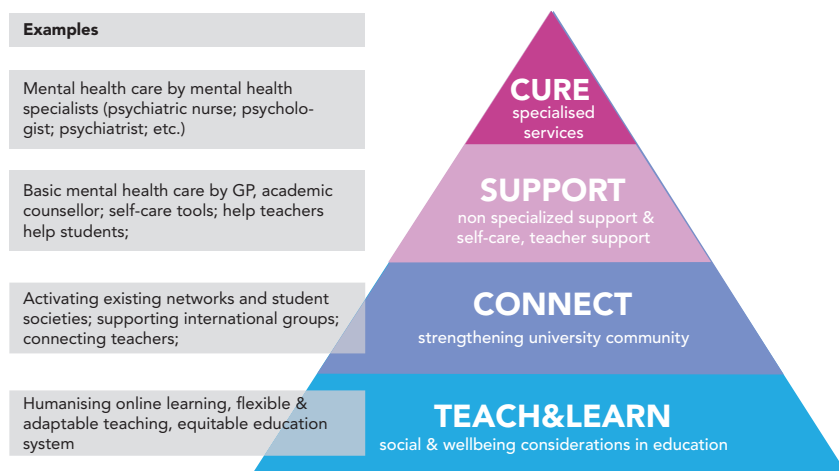 Examples
CURE
specialised
services
Mental health care by mental health
specialists (psychiatric nurse; psycholo-
gist; psychiatrist; etc.)
SUPPORT
non specialized support &
self-care, teacher support
Basic mental health care by GP, academic
counsellor; self-care tools; help teachers
help students;
CONNECT
strengthening university community
Activating existing networks and student
societies; supporting international groups;
connecting teachers;
TEACH&LEARN
social & wellbeing considerations in education
Humanising online learning, flexible &
adaptable teaching, equitable education
system